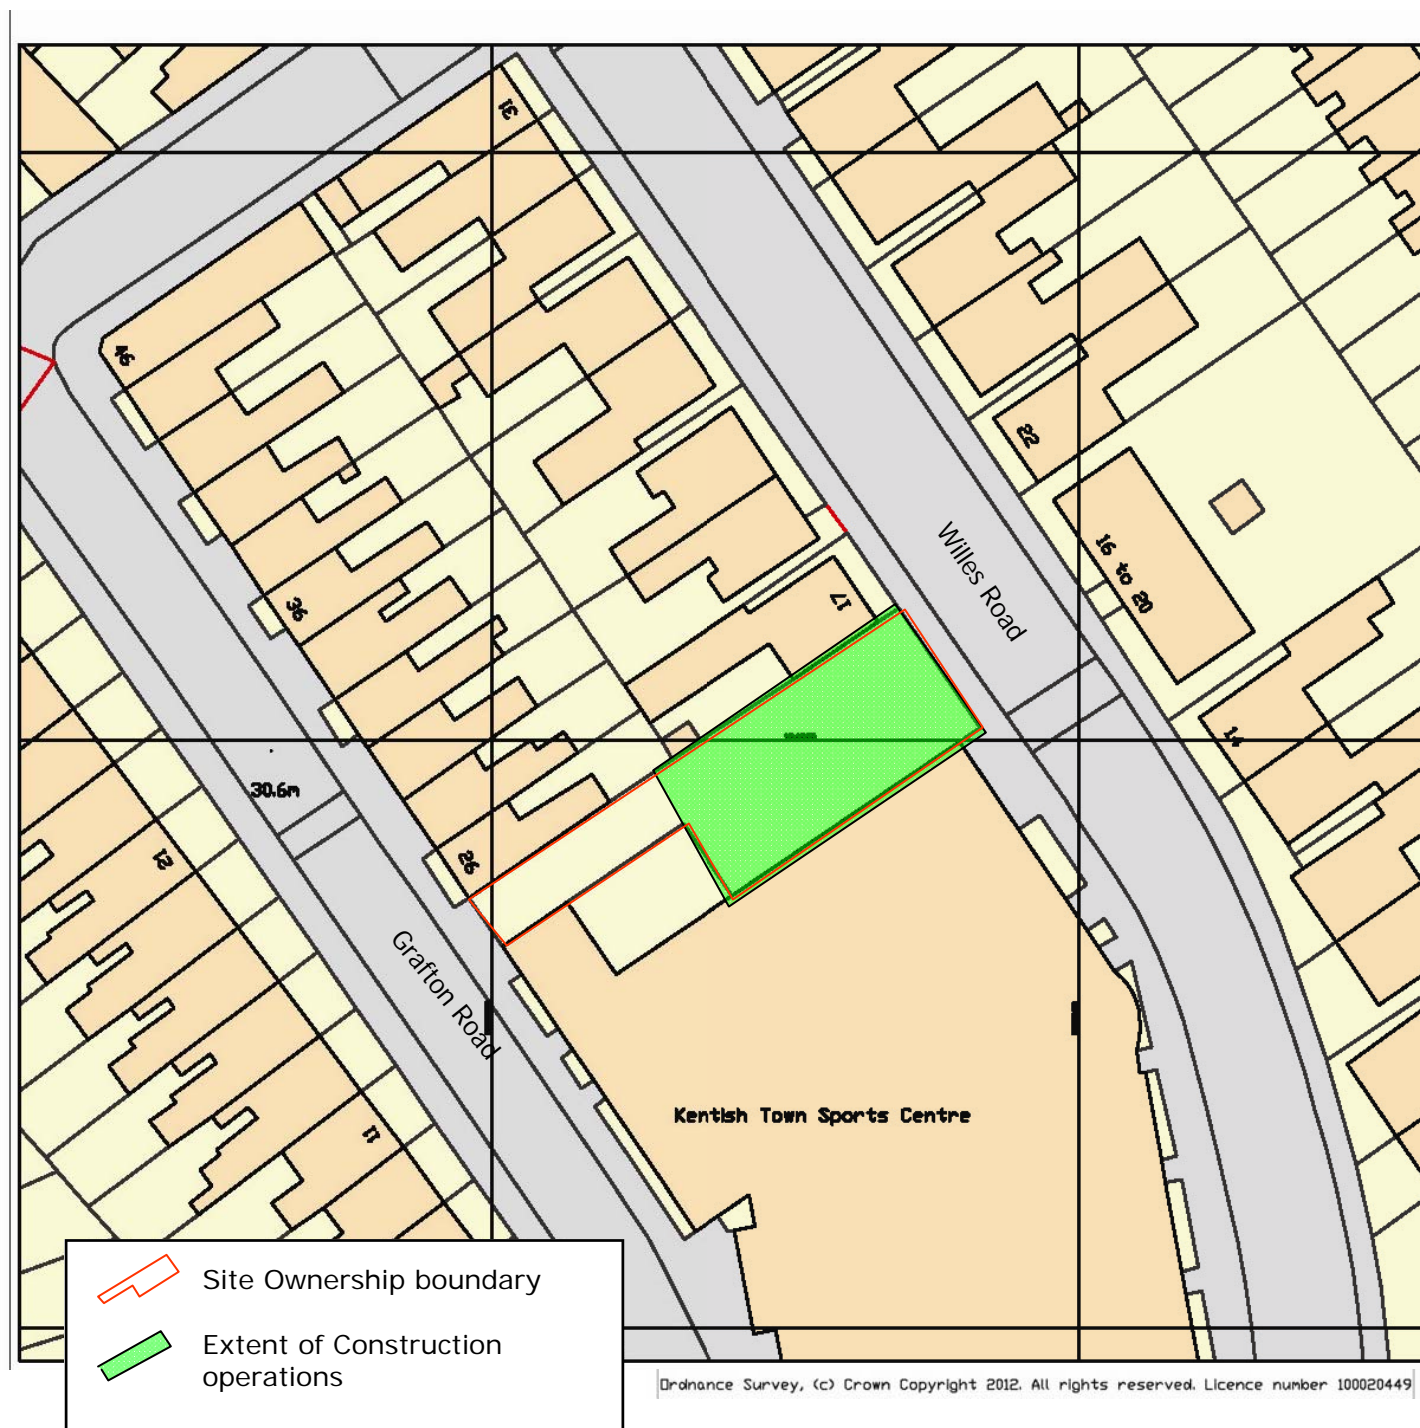 31
46
22
Willes Road
16 to 20
36
17
14
30.6m
26
21
Grafton Road
11
Kentish Town Sports Centre
Site Ownership boundary
Extent of Construction
operations
Ordnance Survey, (c) Crown Copyright 2012. All rights reserved. Licence number 100020449